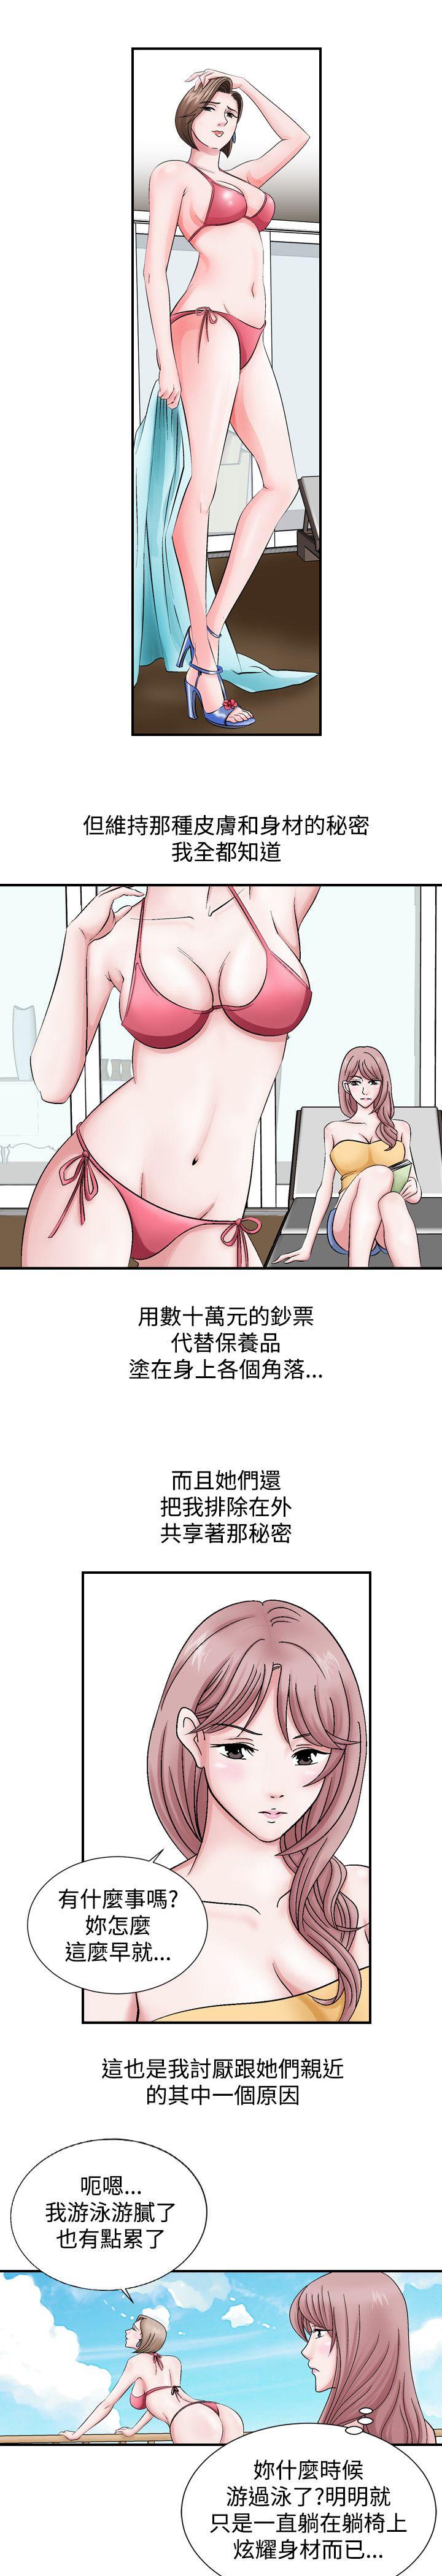 但維持那種皮膚和身材的秘密
我全都知道
用數十萬元的鈔票
代替保養品
塗在身上各個角落...
而且她們還
把我排除在外
共享著那秘密
有什麼事嗎?
妳怎麼
這麼早就...
這也是我討厭跟她們親近
的其中一個原因
呃嗯...
我游泳游膩了
也有點累了
妳什麼時候
游過泳了?明明就
只是一直躺在躺椅上
炫耀身材而已...